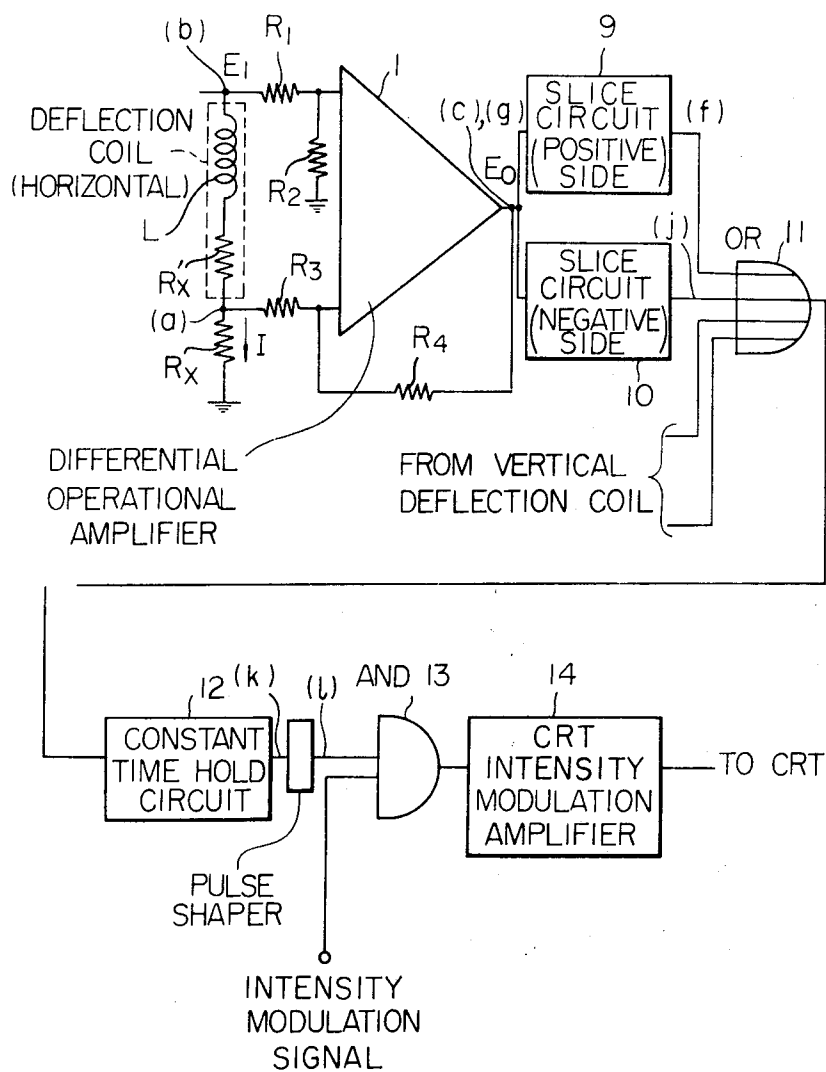 (b)
E1
R1
1
9
SLICE
CIRCUIT
(POSITIVE)
SIDE
(f)
(c),(g)
E0
DEFLECTION
COIL
(HORIZONTAL)
L
R2
R'X
(a)
R3
RX
I
R4
SLICE
CIRCUIT
(NEGATIVE)
SIDE
10
(j)
OR
11
DIFFERENTIAL
OPERATIONAL
AMPLIFIER
FROM VERTICAL
DEFLECTION COIL
12
(k)
(l)
AND 13
14
CONSTANT
TIME HOLD
CIRCUIT
CRT
INTENSITY
MODULATION
AMPLIFIER
TO CRT
PULSE
SHAPER
INTENSITY
MODULATION
SIGNAL